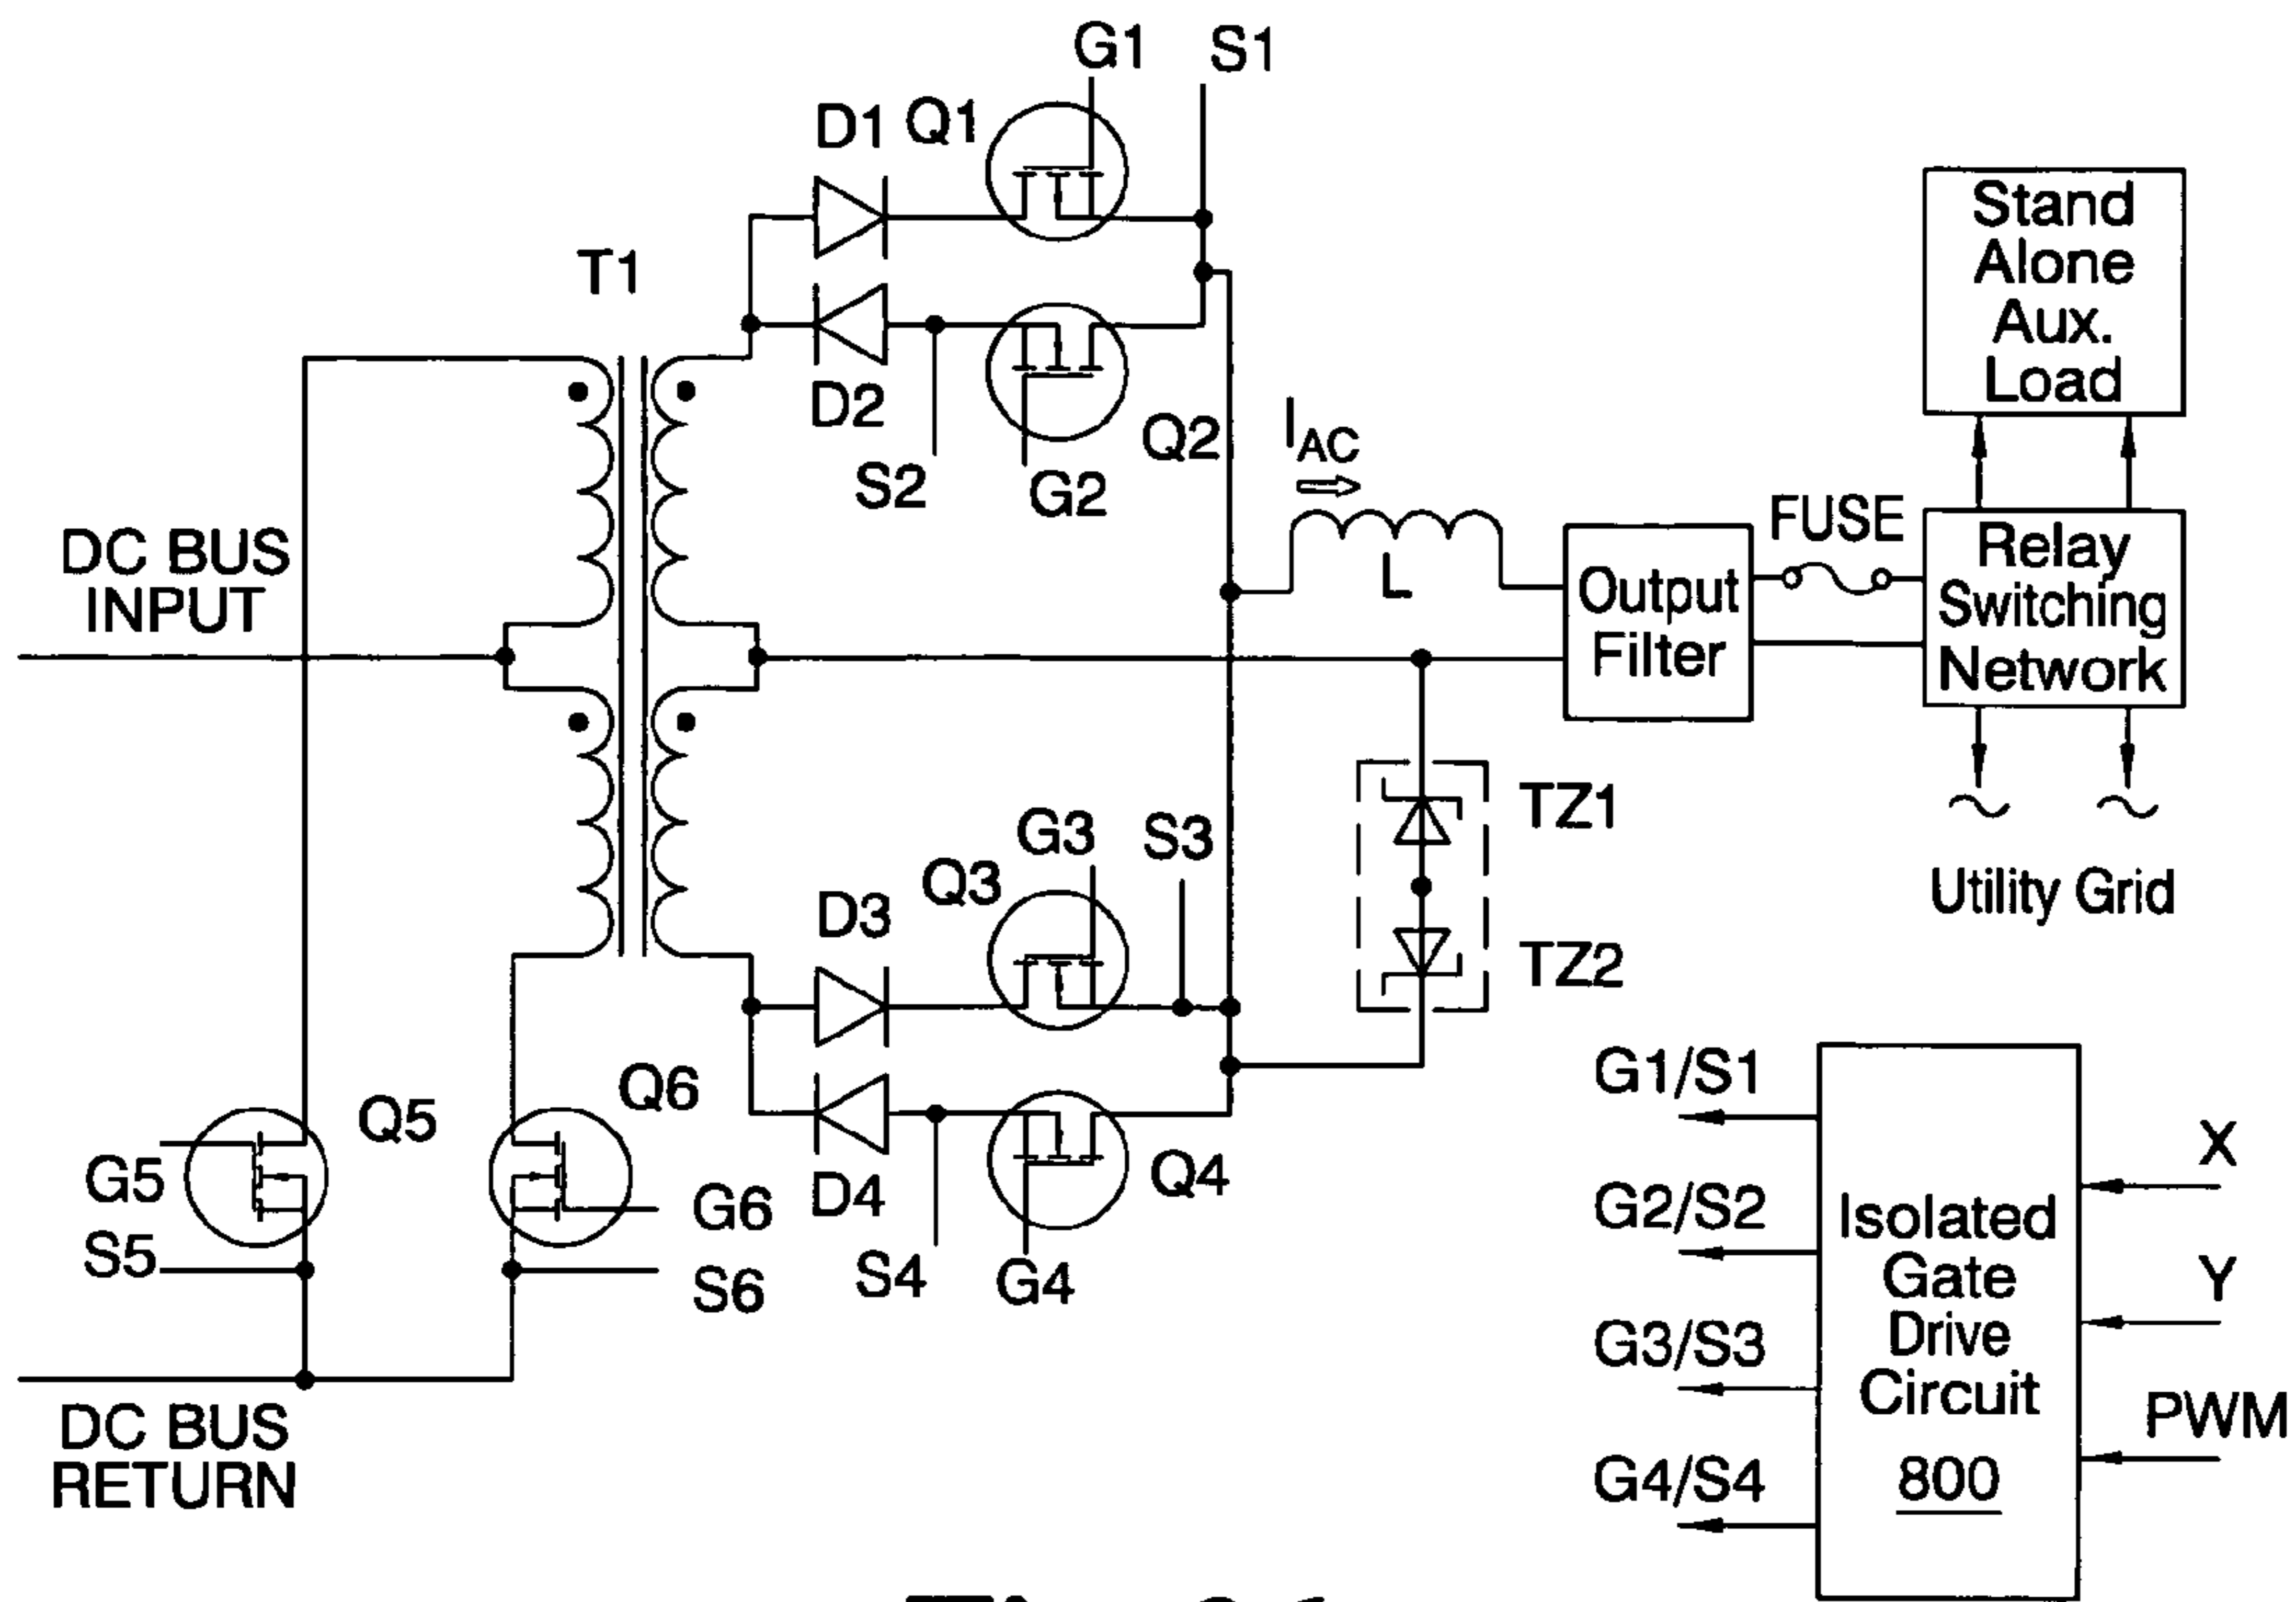 G1
S1
D1
Q1
T1
D2
S2
G2
Q2
I AC
L
DC BUS
INPUT
Output
Filter
FUSE
Stand
Alone
Aux.
Load
Relay
Switching
Network
Utility Grid
TZ1
TZ2
G3
S3
Q3
D3
D4
S4
G4
Q4
Q5
G5
S5
Q6
G6
S6
DC BUS
RETURN
G1/S1
G2/S2
G3/S3
G4/S4
Isolated
Gate
Drive
Circuit
800
X
Y
PWM